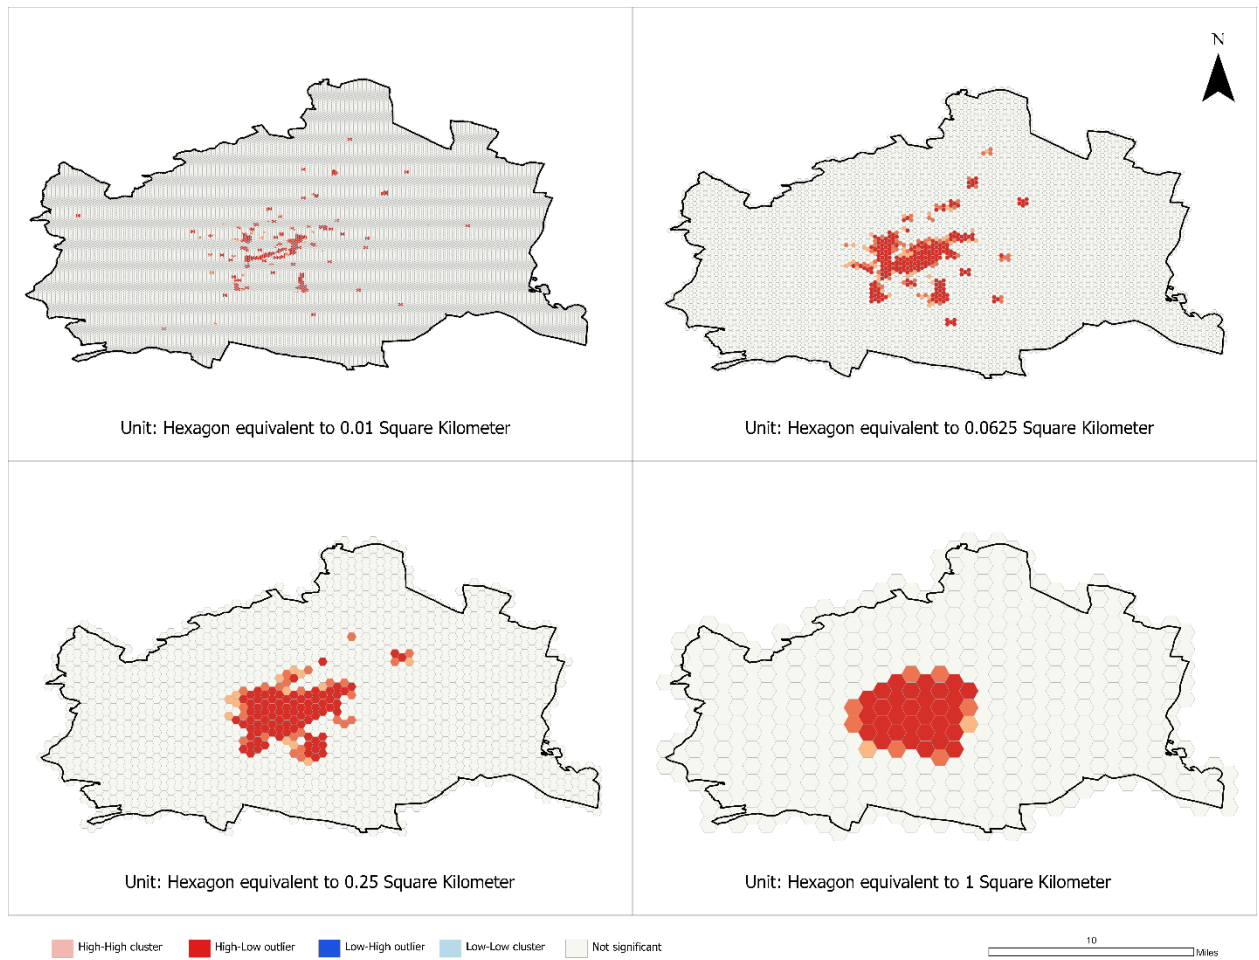 N
Unit: Hexagon equivalent to 0.01 Square Kilometer
Unit: Hexagon equivalent to 0.0625 Square Kilometer
Unit: Hexagon equivalent to 0.25 Square Kilometer
Unit: Hexagon equivalent to 1 Square Kilometer
High-High cluster
High-Low outlier
Low-High outlier
Low-Low cluster
Not significant
10
Miles